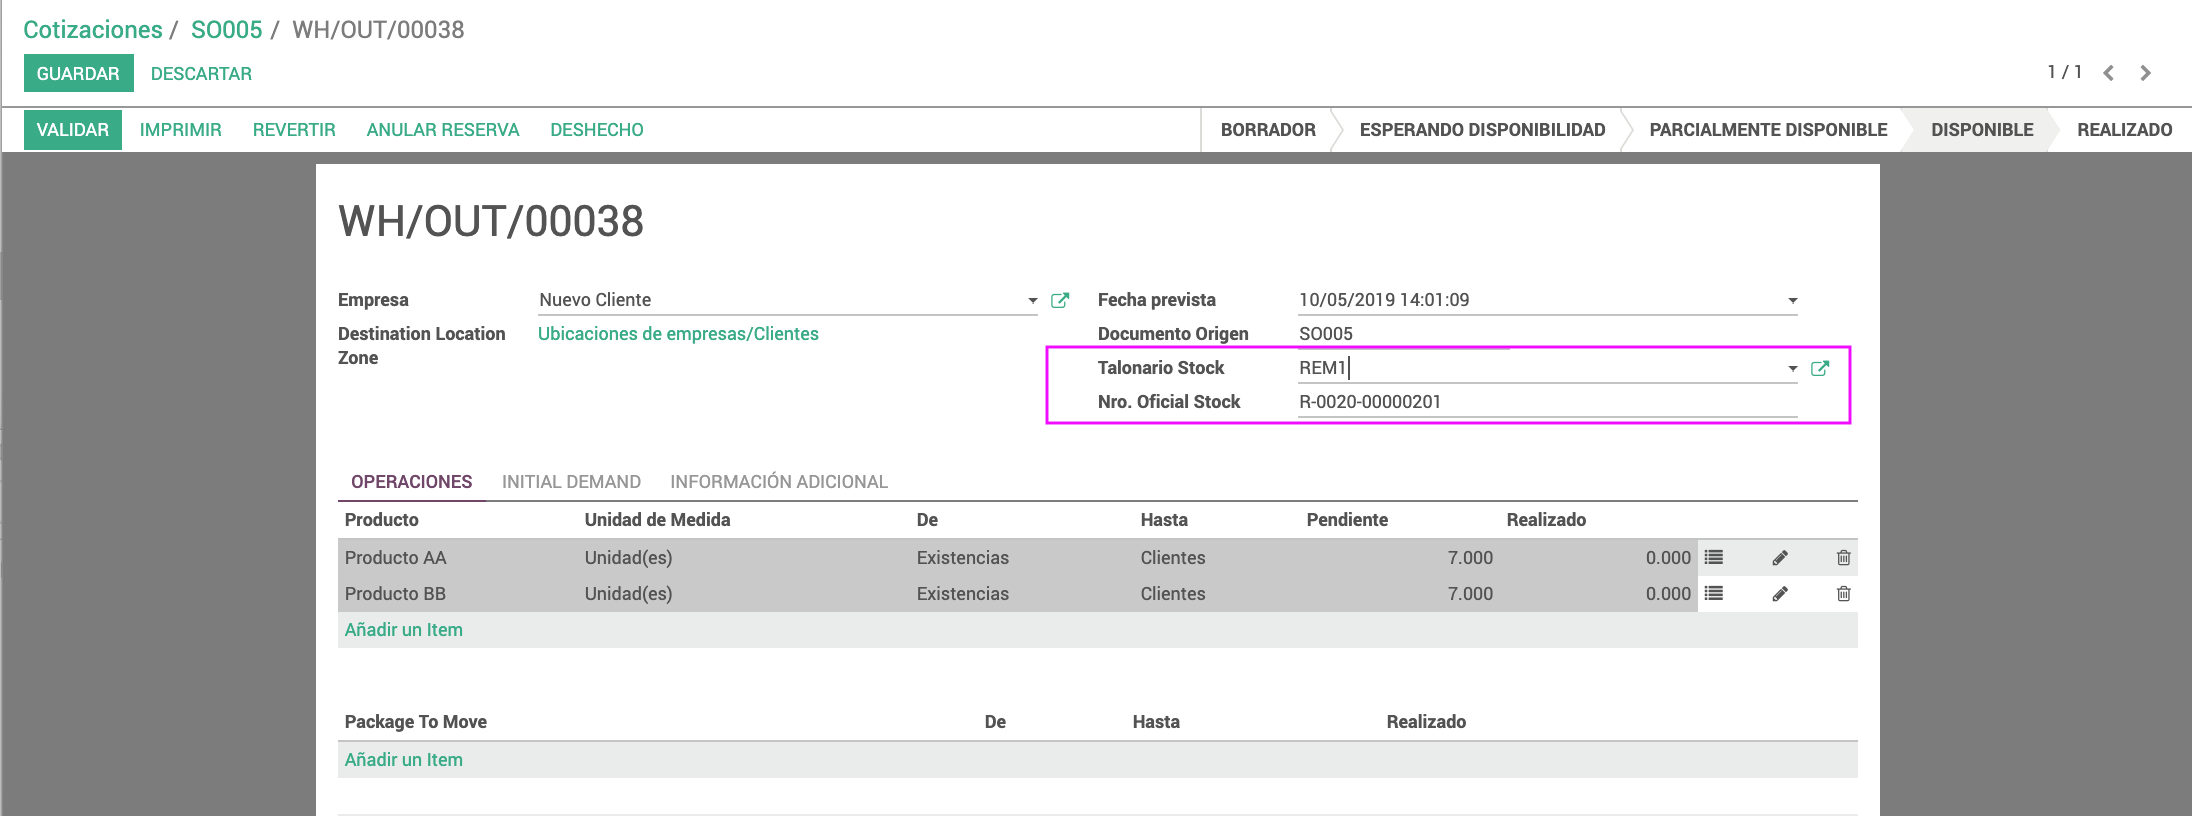 Cotizaciones / SO005 / WH/OUT/00038
GUARDAR DESCARTAR
1 / 1
VALIDAR IMPRIMIR REVERTIR ANULAR RESERVA DESHECHO BORRADOR ESPERANDO DISPONIBILIDAD PARCIALMENTE DISPONIBLE DISPONIBLE REALIZADO
WH/OUT/00038
Empresa Nuevo Cliente Fecha prevista 10/05/2019 14:01:09
Destination Location Zone Ubicaciones de empresas/Clientes Documento Origen SO005
Talonario Stock REM1
Nro. Oficial Stock R-0020-00000201
OPERACIONES INITIAL DEMAND INFORMACIÓN ADICIONAL
Producto Unidad de Medida De Hasta Pendiente Realizado
Producto AA Unidad(es) Existencias Clientes 7.000 0.000
Producto BB Unidad(es) Existencias Clientes 7.000 0.000
Añadir un Item
Package To Move De Hasta Realizado
Añadir un Item